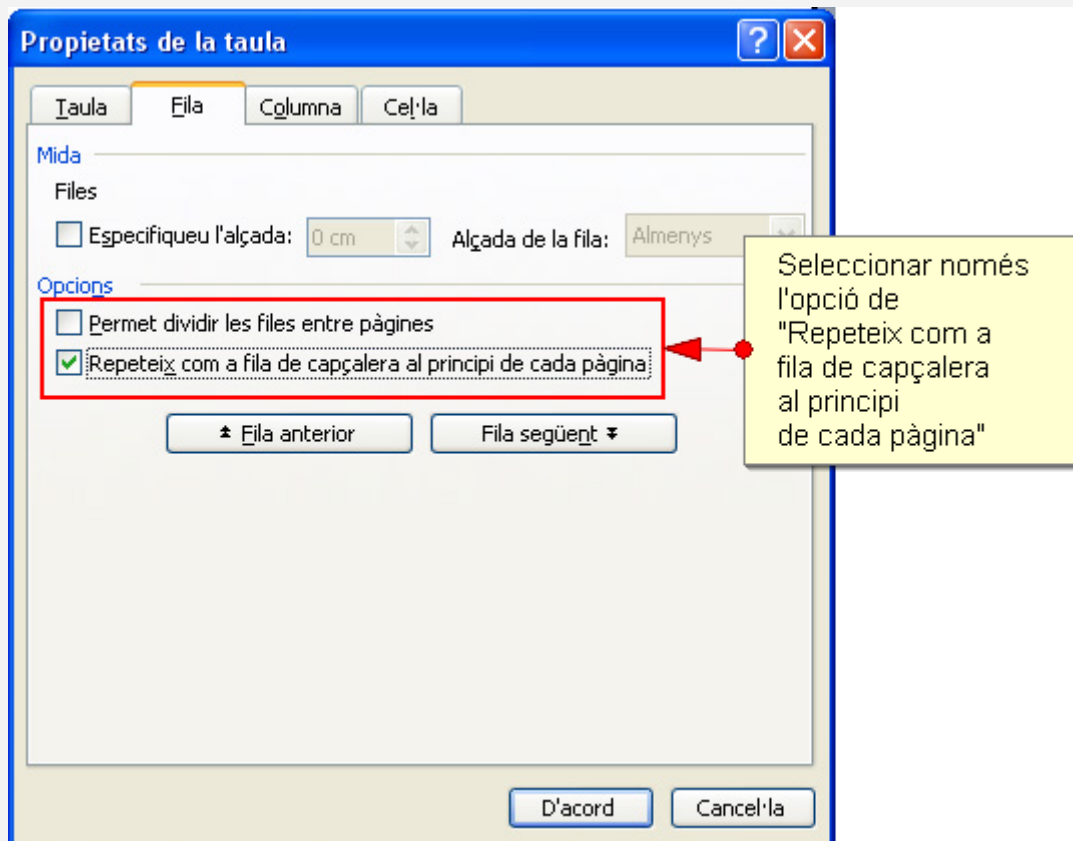 Propietats de la taula
Taula Fila Columna Cel·la
Mida
Files
Especifiqueu l'alçada: 0 cm Alçada de la fila: Almenys
Opcions
Permet dividir les files entre pàgines
Repeteix com a fila de capçalera al principi de cada pàgina
Fila anterior Fila següent
Seleccionar només
l'opció de
"Repeteix com a
fila de capçalera
al principi
de cada pàgina"
D'acord Cancel·la